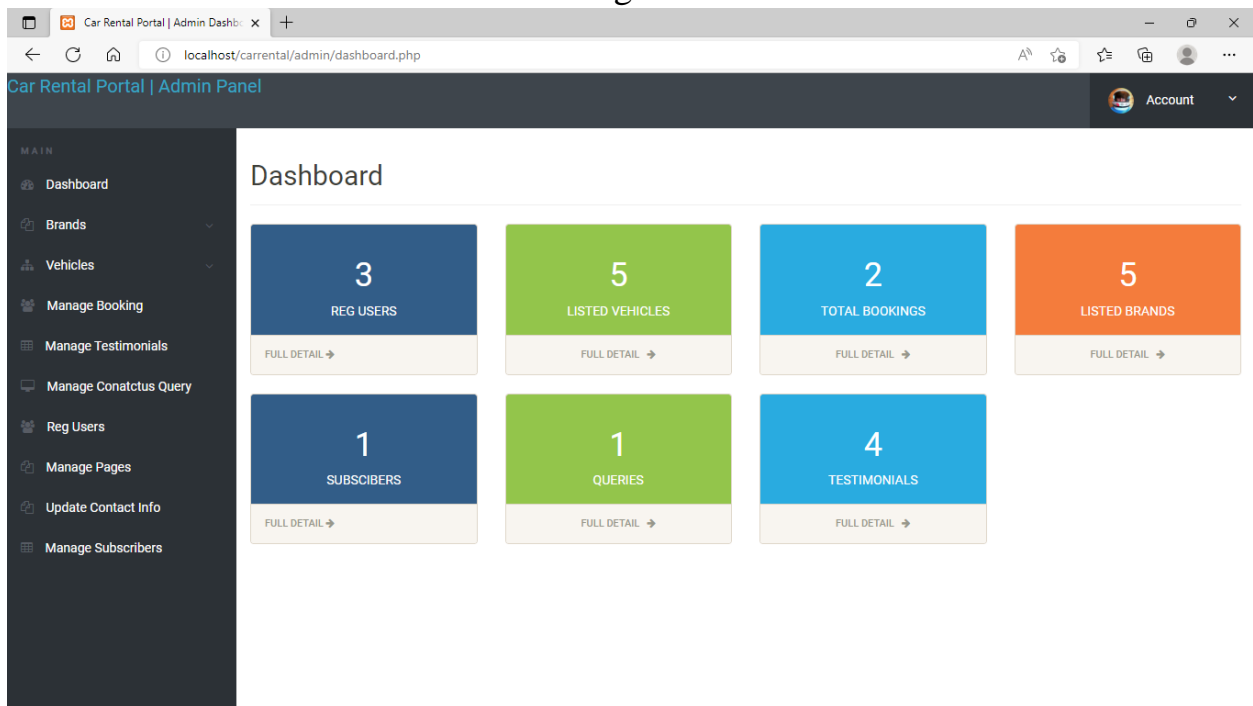 Car Rental Portal | Admin Dashb
localhost/carrental/admin/dashboard.php
Car Rental Portal | Admin Panel
Account
MAIN
Dashboard
Brands
Vehicles
Manage Booking
Manage Testimonials
Manage Conatctus Query
Reg Users
Manage Pages
Update Contact Info
Manage Subscribers
Dashboard
3
REG USERS
FULL DETAIL
5
LISTED VEHICLES
FULL DETAIL
2
TOTAL BOOKINGS
FULL DETAIL
5
LISTED BRANDS
FULL DETAIL
1
SUBSCIBERS
FULL DETAIL
1
QUERIES
FULL DETAIL
4
TESTIMONIALS
FULL DETAIL